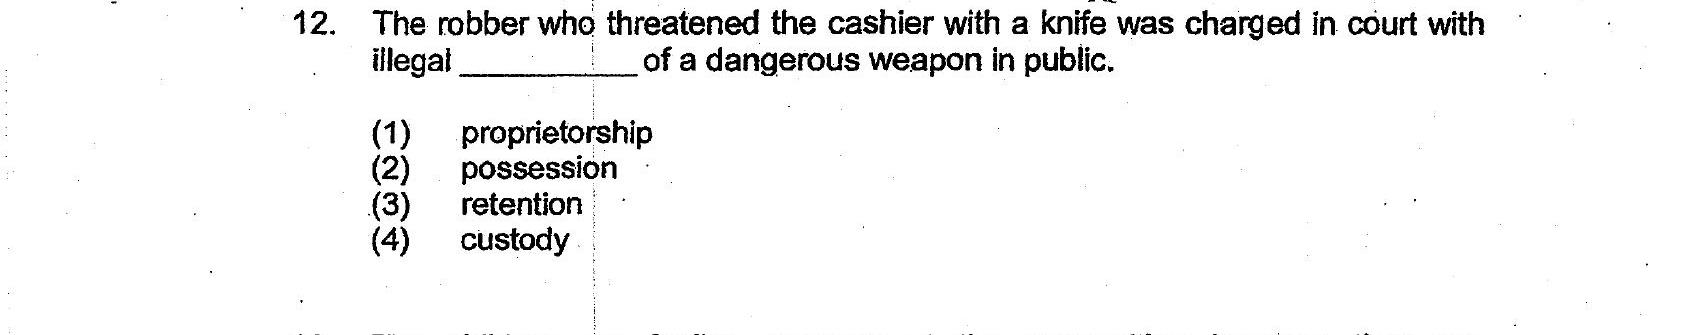 12. The robber who threatened the cashier with a knife was charged in court with
illegal __________ of a dangerous weapon in public.
(1) proprietorship
(2) possession
(3) retention
(4) custody